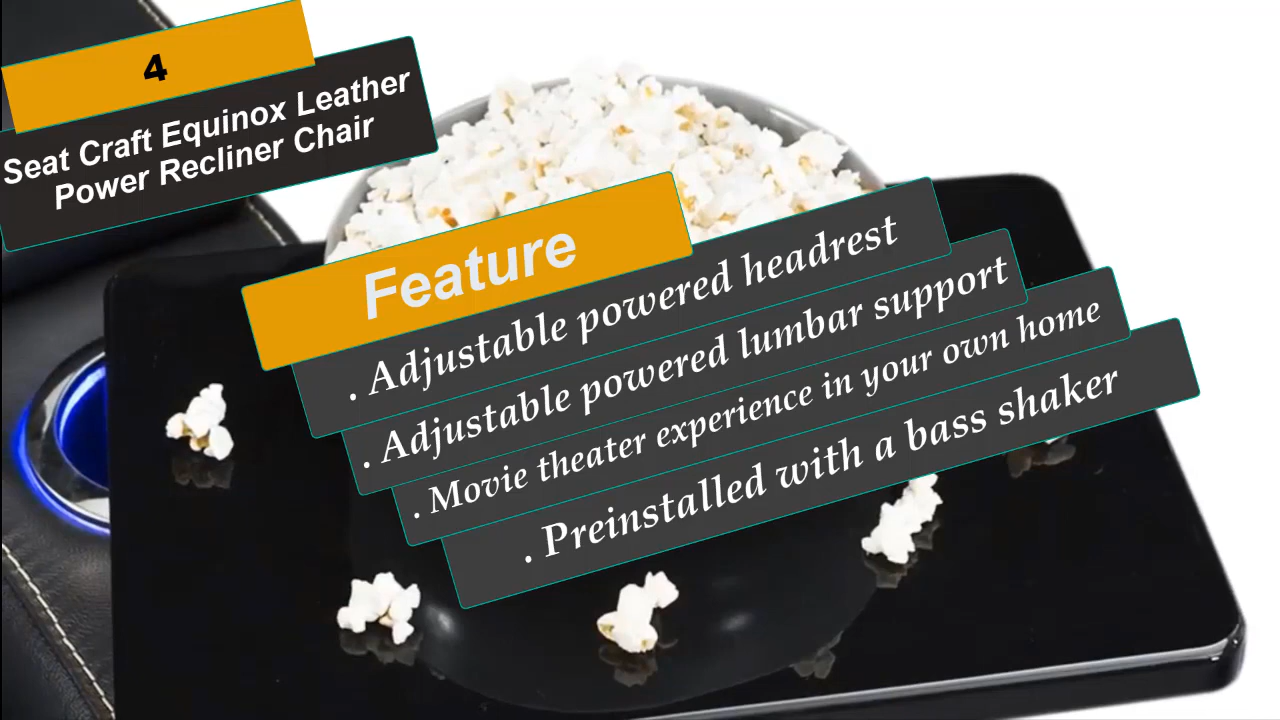 4
Seat Craft Equinox Leather
Power Recliner Chair
Feature
. Adjustable powered headrest
. Adjustable powered lumbar support
. Movie theater experience in your own home
. Preinstalled with a bass shaker